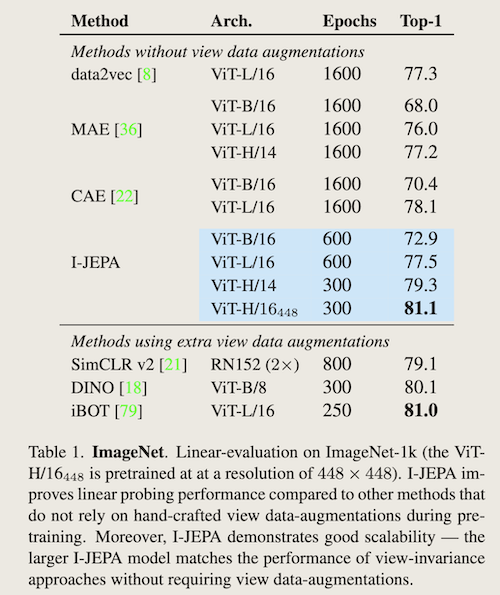 Method Arch. Epochs Top-1
Methods without view data augmentations
data2vec [8] ViT-L/16 1600 77.3
ViT-B/16 1600 68.0
MAE [36] ViT-L/16 1600 76.0
ViT-H/14 1600 77.2
CAE [22] ViT-B/16 1600 70.4
ViT-L/16 1600 78.1
ViT-B/16 600 72.9
I-JEPA ViT-L/16 600 77.5
ViT-H/14 300 79.3
ViT-H/16₄₄₈ 300 81.1
Methods using extra view data augmentations
SimCLR v2 [21] RN152 (2×) 800 79.1
DINO [18] ViT-B/8 300 80.1
iBOT [79] ViT-L/16 250 81.0
Table 1. ImageNet. Linear-evaluation on ImageNet-1k (the ViT-
H/16₄₄₈ is pretrained at at a resolution of 448 × 448). I-JEPA im-
proves linear probing performance compared to other methods that
do not rely on hand-crafted view data-augmentations during pre-
training. Moreover, I-JEPA demonstrates good scalability — the
larger I-JEPA model matches the performance of view-invariance
approaches without requiring view data-augmentations.